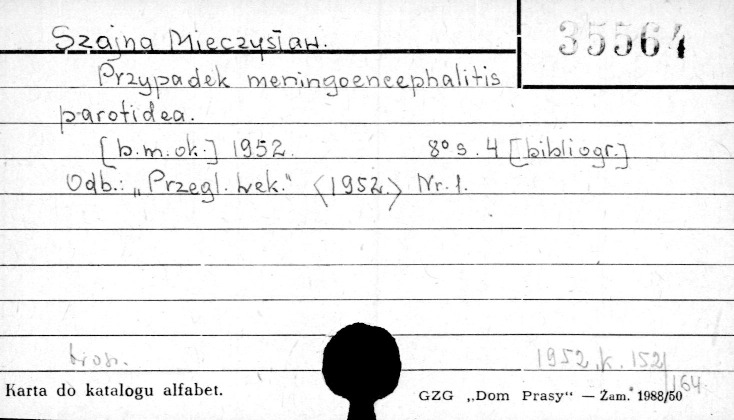 35564
Szajna Mieczysław.
Przypadek meningoencephalitis
parotidea.
[b.m.ok.] 1952. 8° s. 4 [bibliogr.]
Odb.: „Przegl. Lek.“ <1952.> Nr. 1.
1952.k. 152/164
Karta do katalogu alfabet.
GZG „Dom Prasy“ — Zam. 1988/50